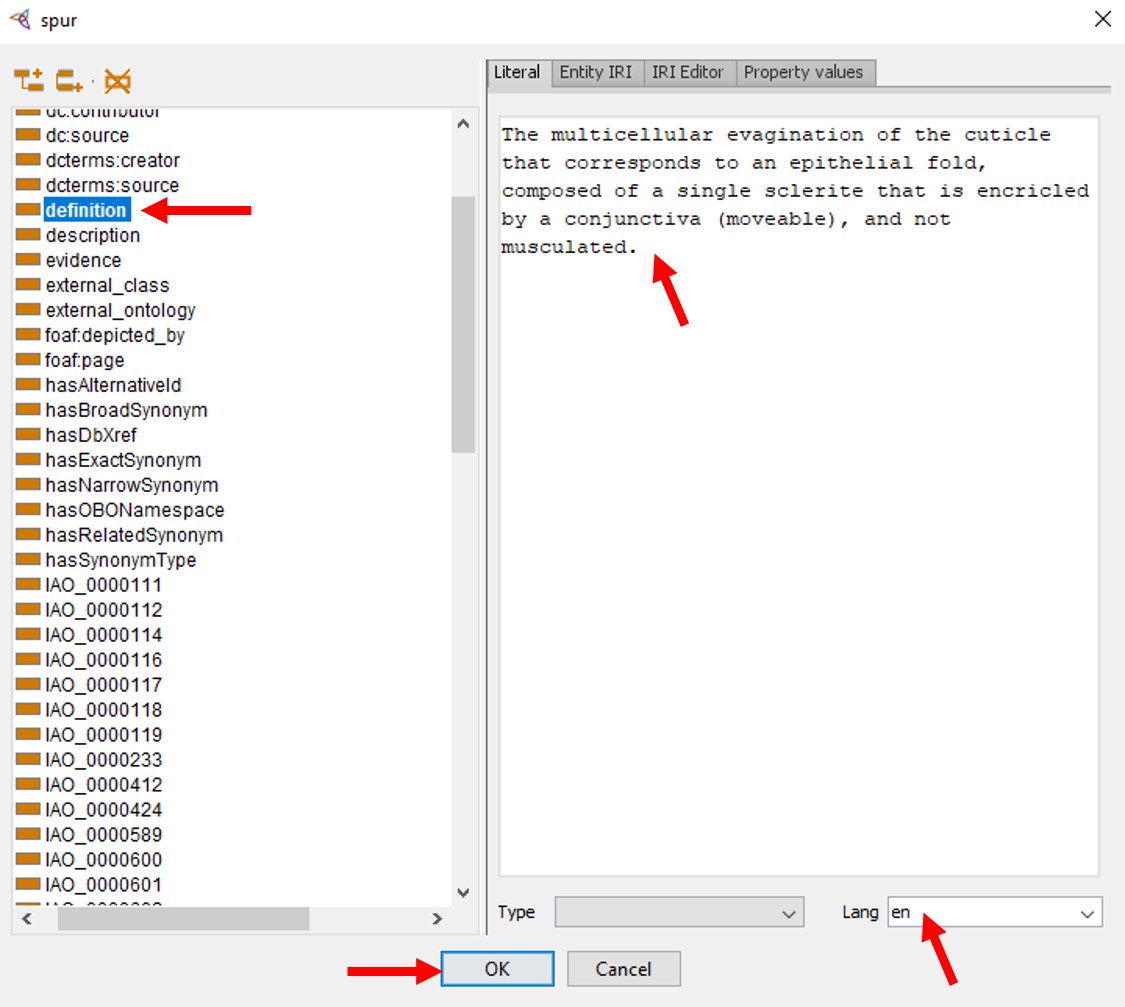 spur
dc:contributor
dc:source
dcterms:creator
dcterms:source
definition
description
evidence
external_class
external_ontology
foaf:depicted_by
foaf:page
hasAlternativeId
hasBroadSynonym
hasDbXref
hasExactSynonym
hasNarrowSynonym
hasOBONamespace
hasRelatedSynonym
hasSynonymType
IAO_0000111
IAO_0000112
IAO_0000114
IAO_0000116
IAO_0000117
IAO_0000118
IAO_0000119
IAO_0000233
IAO_0000412
IAO_0000424
IAO_0000589
IAO_0000600
IAO_0000601
Literal Entity IRI IRI Editor Property values
The multicellular evagination of the cuticle
that corresponds to an epithelial fold,
composed of a single sclerite that is encricled
by a conjunctiva (moveable), and not
musculated.
Type Lang en
OK Cancel